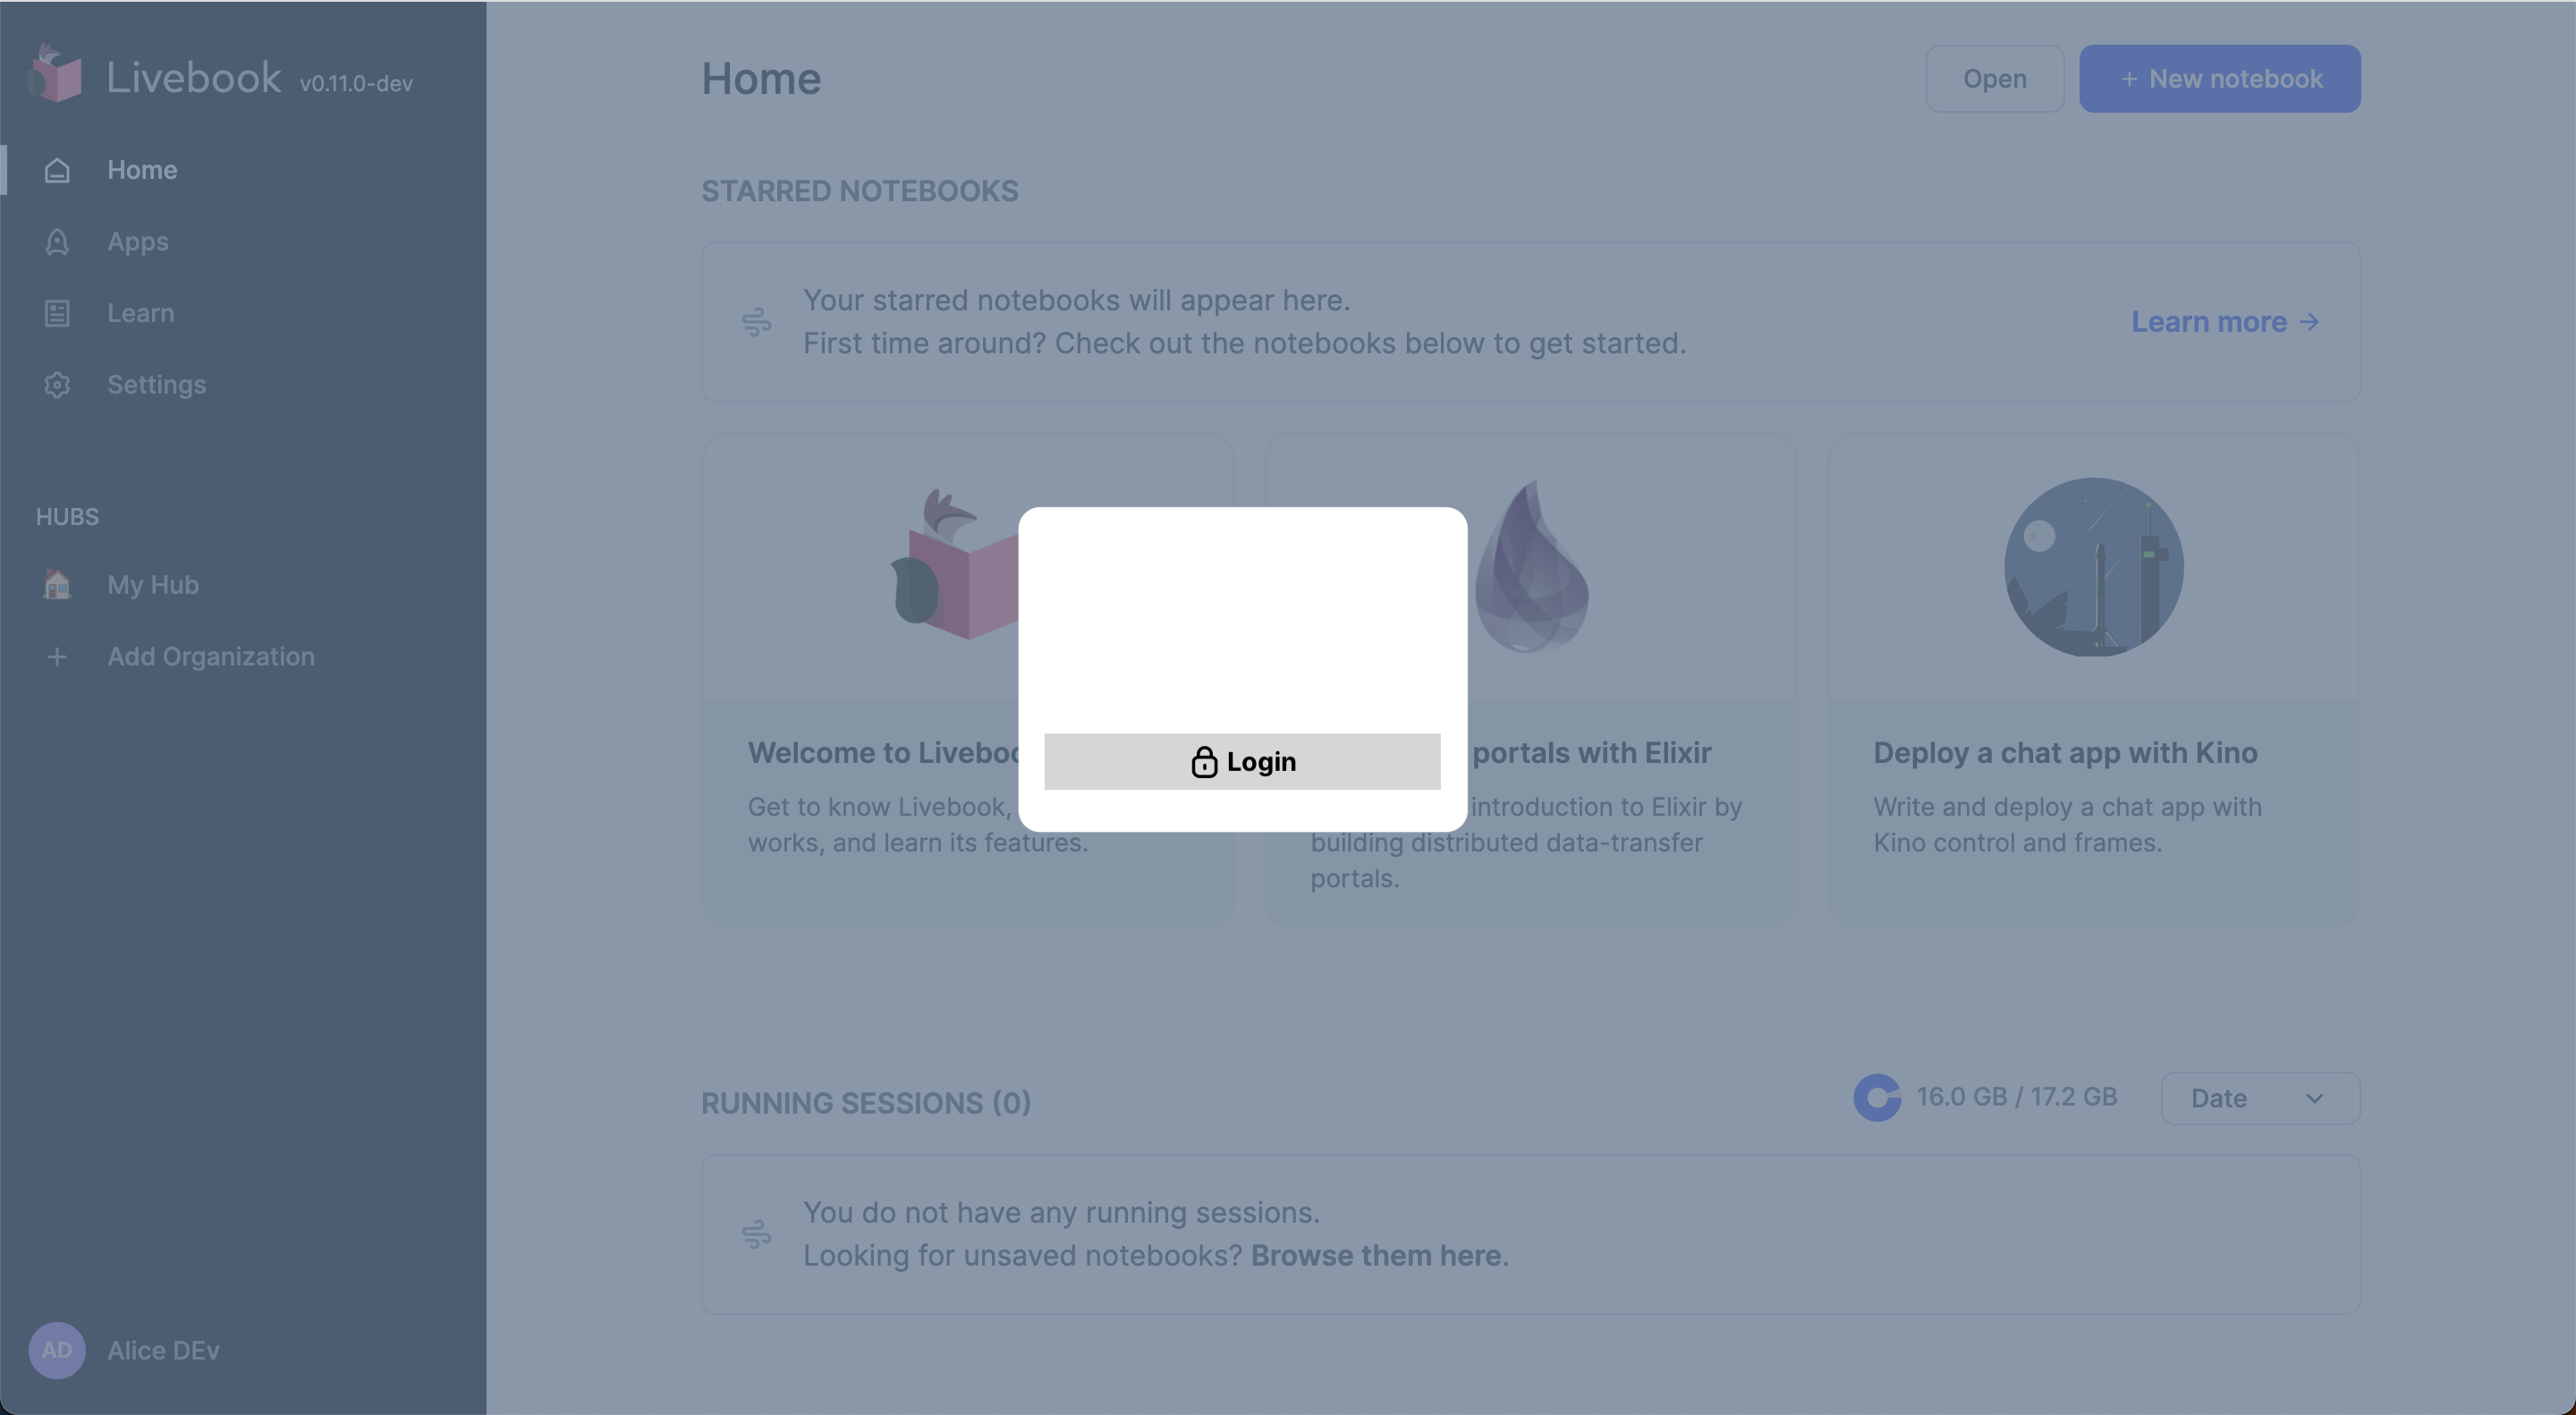 Livebook v0.11.0-dev
Home
Apps
Learn
Settings
HUBS
My Hub
+ Add Organization
AD Alice DEv
Home
Open
+ New notebook
STARRED NOTEBOOKS
Your starred notebooks will appear here.
First time around? Check out the notebooks below to get started.
Learn more →
Welcome to
Get to know Livebook,
works, and learn its features.
portals with Elixir
introduction to Elixir by
building distributed data-transfer
portals.
Deploy a chat app with Kino
Write and deploy a chat app with
Kino control and frames.
Login
RUNNING SESSIONS (0)
16.0 GB / 17.2 GB
Date
You do not have any running sessions.
Looking for unsaved notebooks? Browse them here.